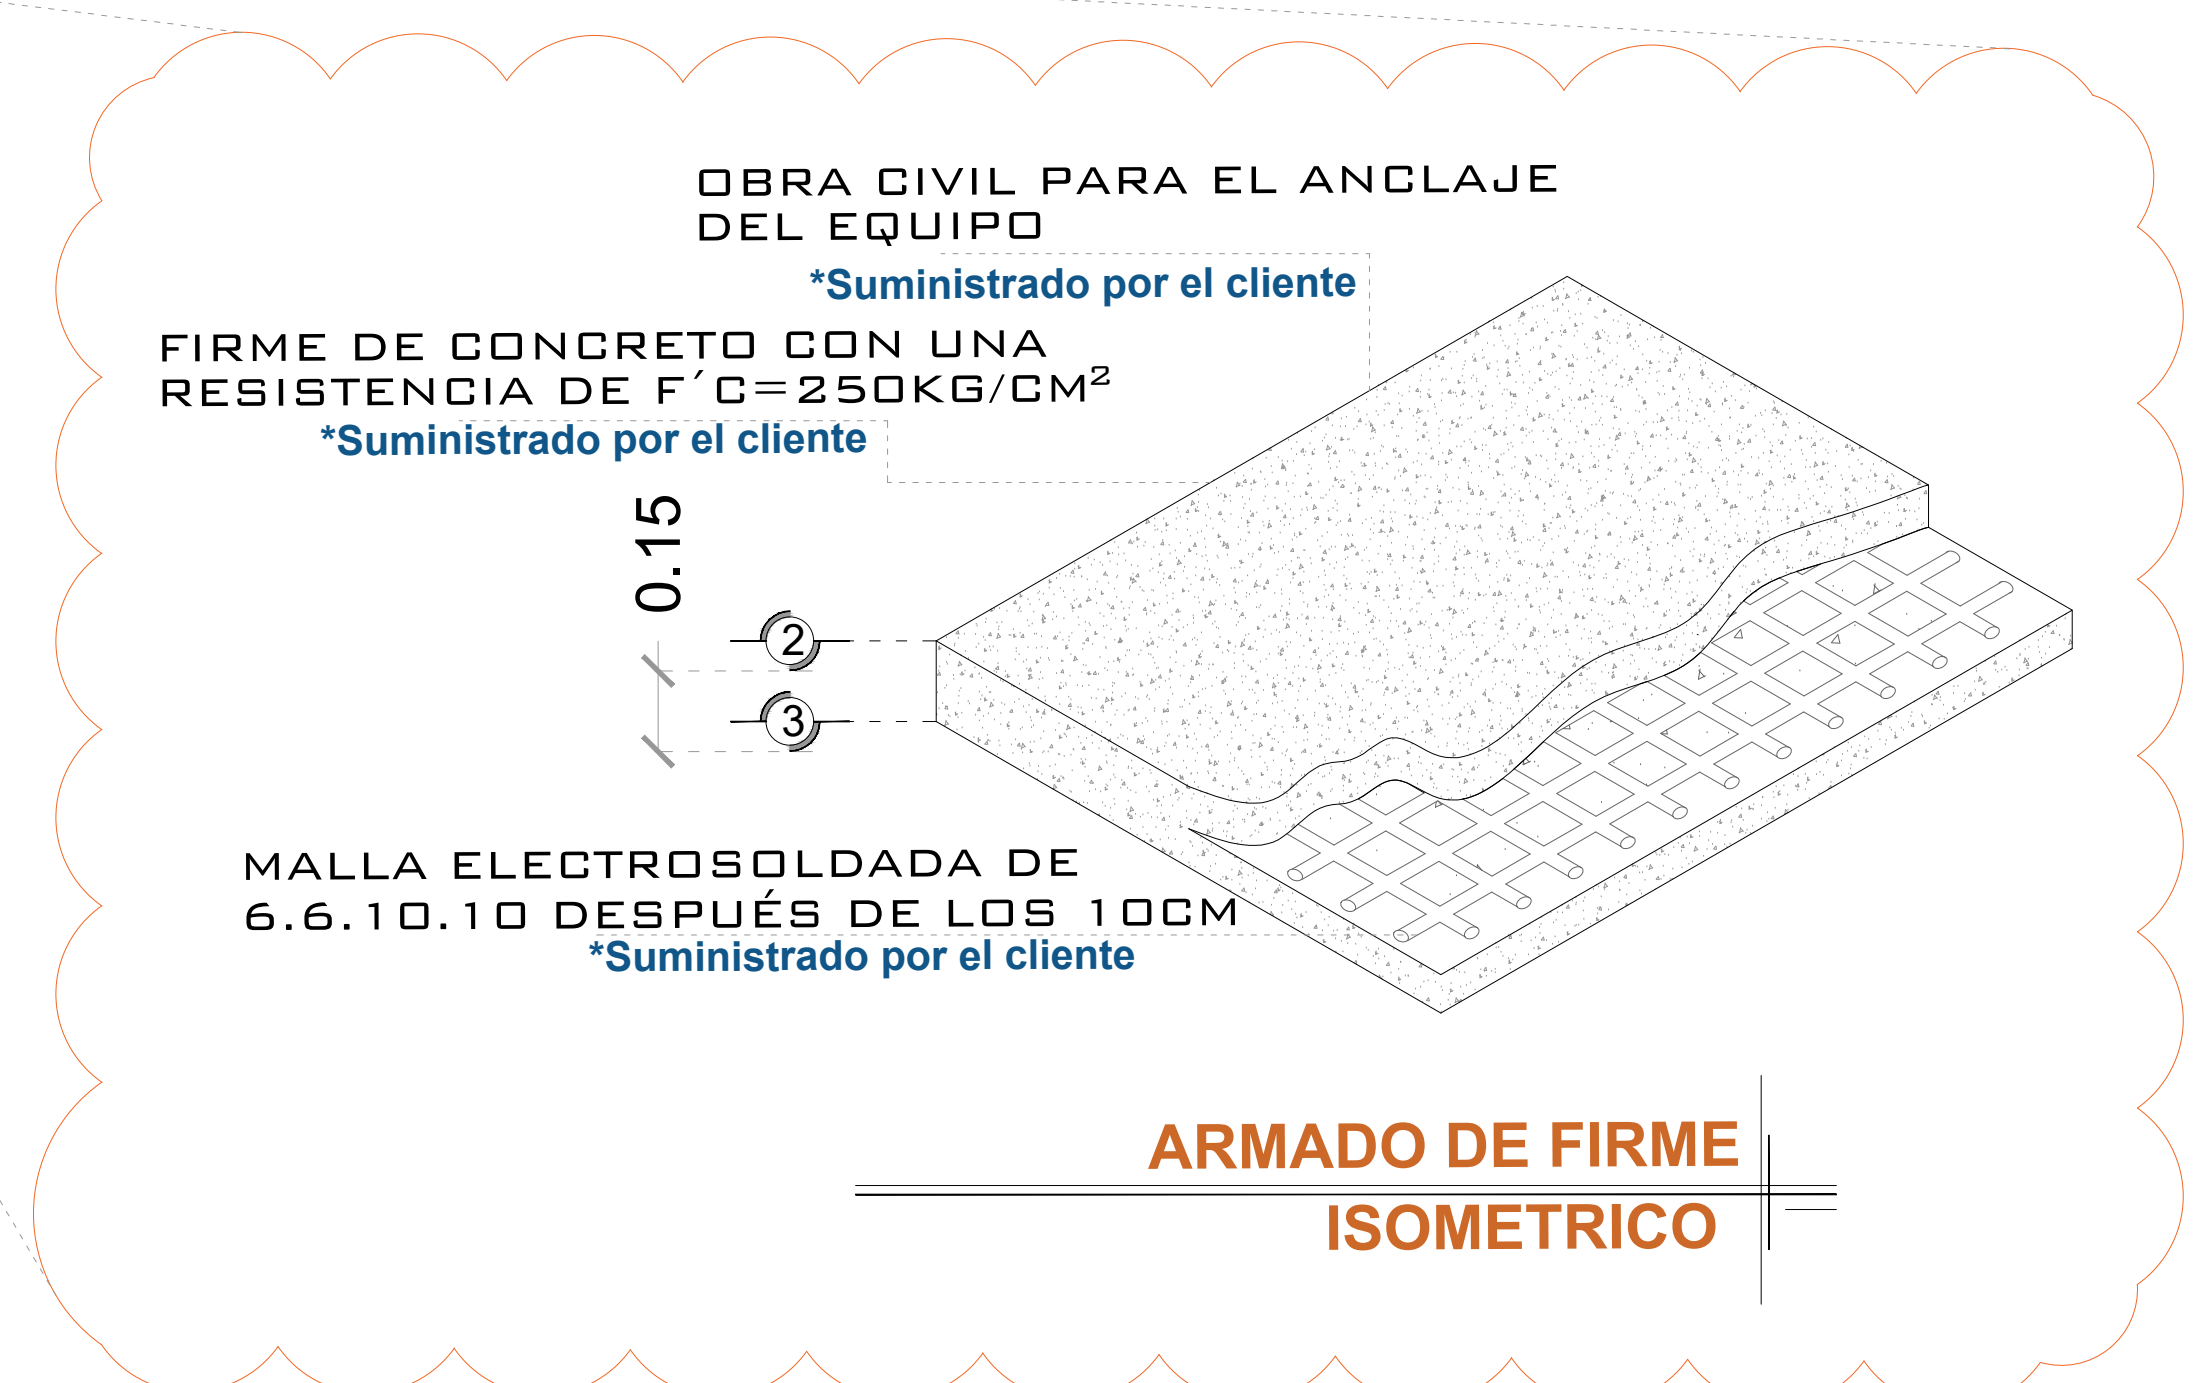 OBRA CIVIL PARA EL ANCLAJE
DEL EQUIPO
*Suministrado por el cliente
FIRME DE CONCRETO CON UNA
RESISTENCIA DE F´C=250KG/CM²
*Suministrado por el cliente
0.15
2
3
MALLA ELECTROSOLDADA DE
6.6.10.10 DESPUÉS DE LOS 10CM
*Suministrado por el cliente
ARMADO DE FIRME
ISOMETRICO